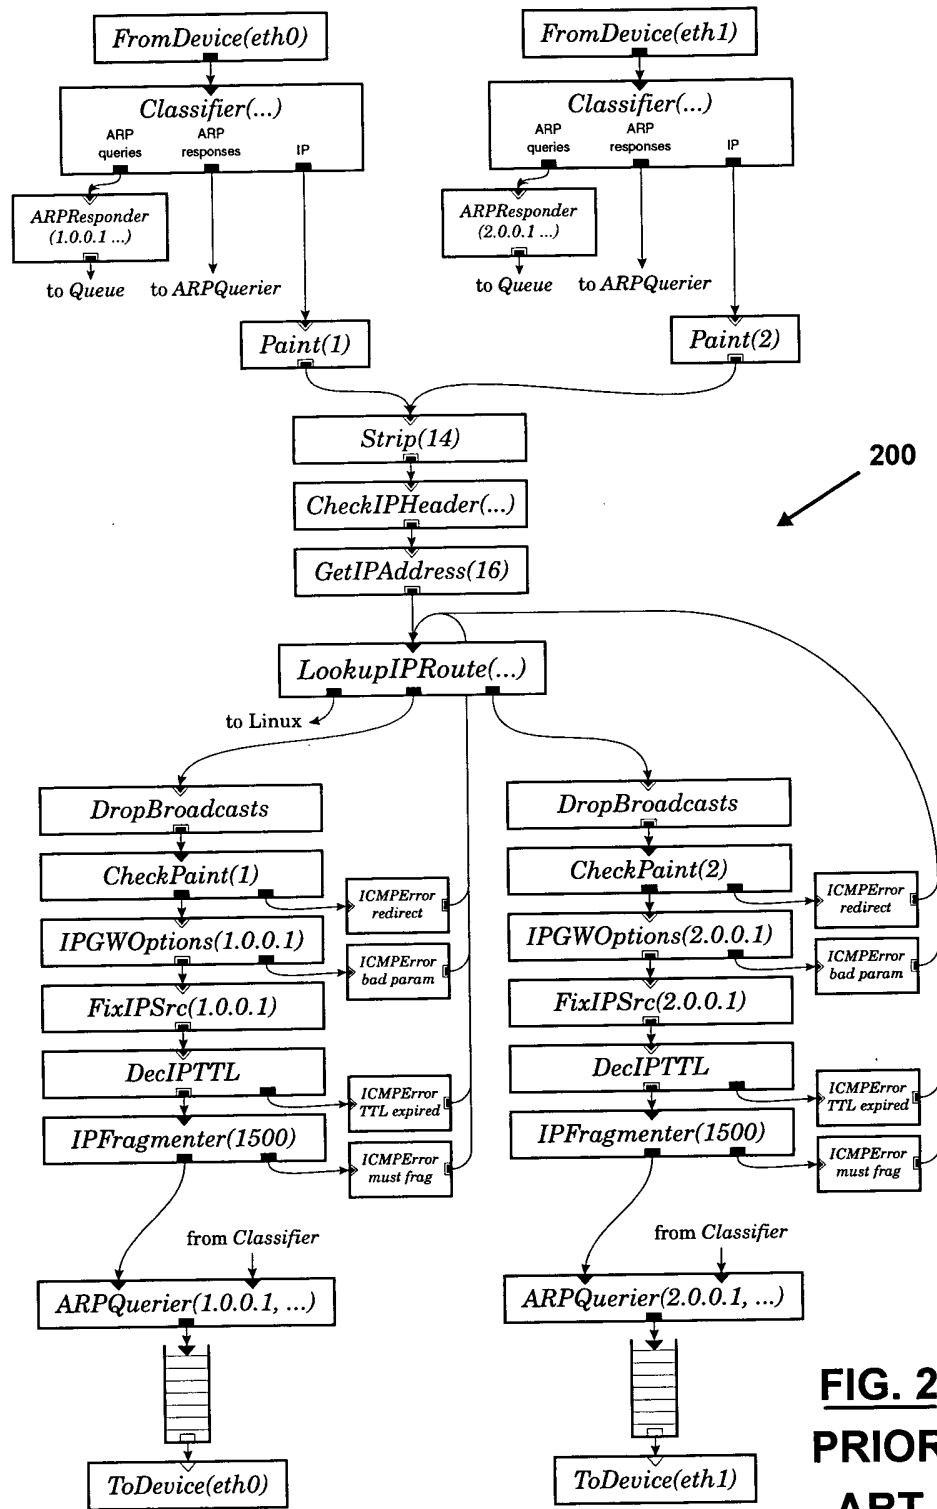 FromDevice(eth0)
FromDevice(eth1)
Classifier(...)
ARP
queries
ARP
responses
IP
Classifier(...)
ARP
queries
ARP
responses
IP
ARPResponder
(1.0.0.1 ...)
ARPResponder
(2.0.0.1 ...)
to Queue
to ARPQuerier
to Queue
to ARPQuerier
Paint(1)
Paint(2)
Strip(14)
200
CheckIPHeader(...)
GetIPAddress(16)
LookupIPRoute(...)
to Linux
DropBroadcasts
DropBroadcasts
CheckPaint(1)
CheckPaint(2)
ICMPError
redirect
ICMPError
redirect
IPGWOptions(1.0.0.1)
IPGWOptions(2.0.0.1)
ICMPError
bad param
ICMPError
bad param
FixIPSrc(1.0.0.1)
FixIPSrc(2.0.0.1)
DecIPTTL
DecIPTTL
ICMPError
TTL expired
ICMPError
TTL expired
IPFragmenter(1500)
IPFragmenter(1500)
ICMPError
must frag
ICMPError
must frag
from Classifier
from Classifier
ARPQuerier(1.0.0.1, ...)
ARPQuerier(2.0.0.1, ...)
ToDevice(eth0)
ToDevice(eth1)
FIG. 2
PRIOR
ART